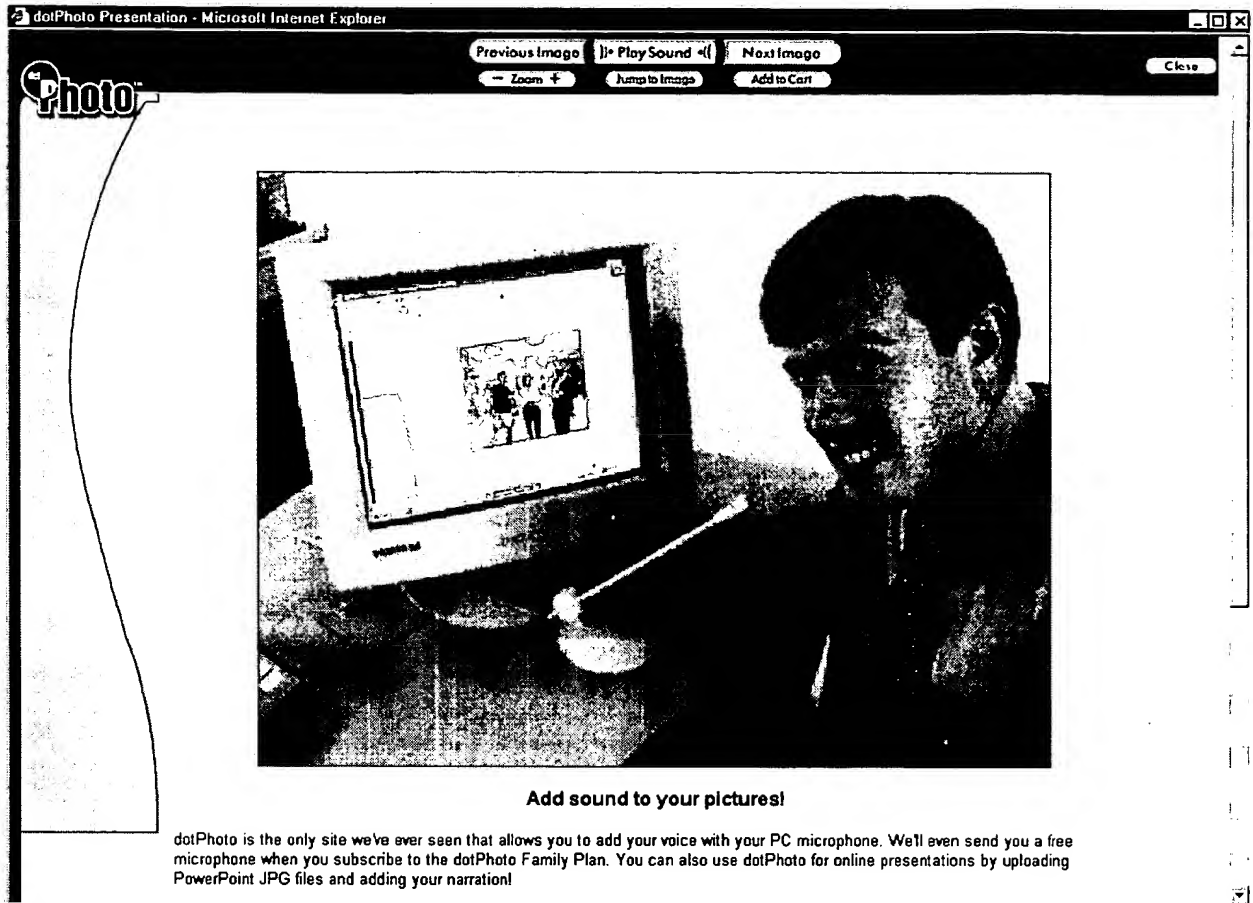 dotPhoto Presentation - Microsoft Internet Explorer
Previous Image Play Sound Next Image
Close
- Zoom + Jump to Image Add to Cart
dot
Photo
Add sound to your pictures!
dotPhoto is the only site we've ever seen that allows you to add your voice with your PC microphone. We'll even send you a free
microphone when you subscribe to the dotPhoto Family Plan. You can also use dotPhoto for online presentations by uploading
PowerPoint JPG files and adding your narration!